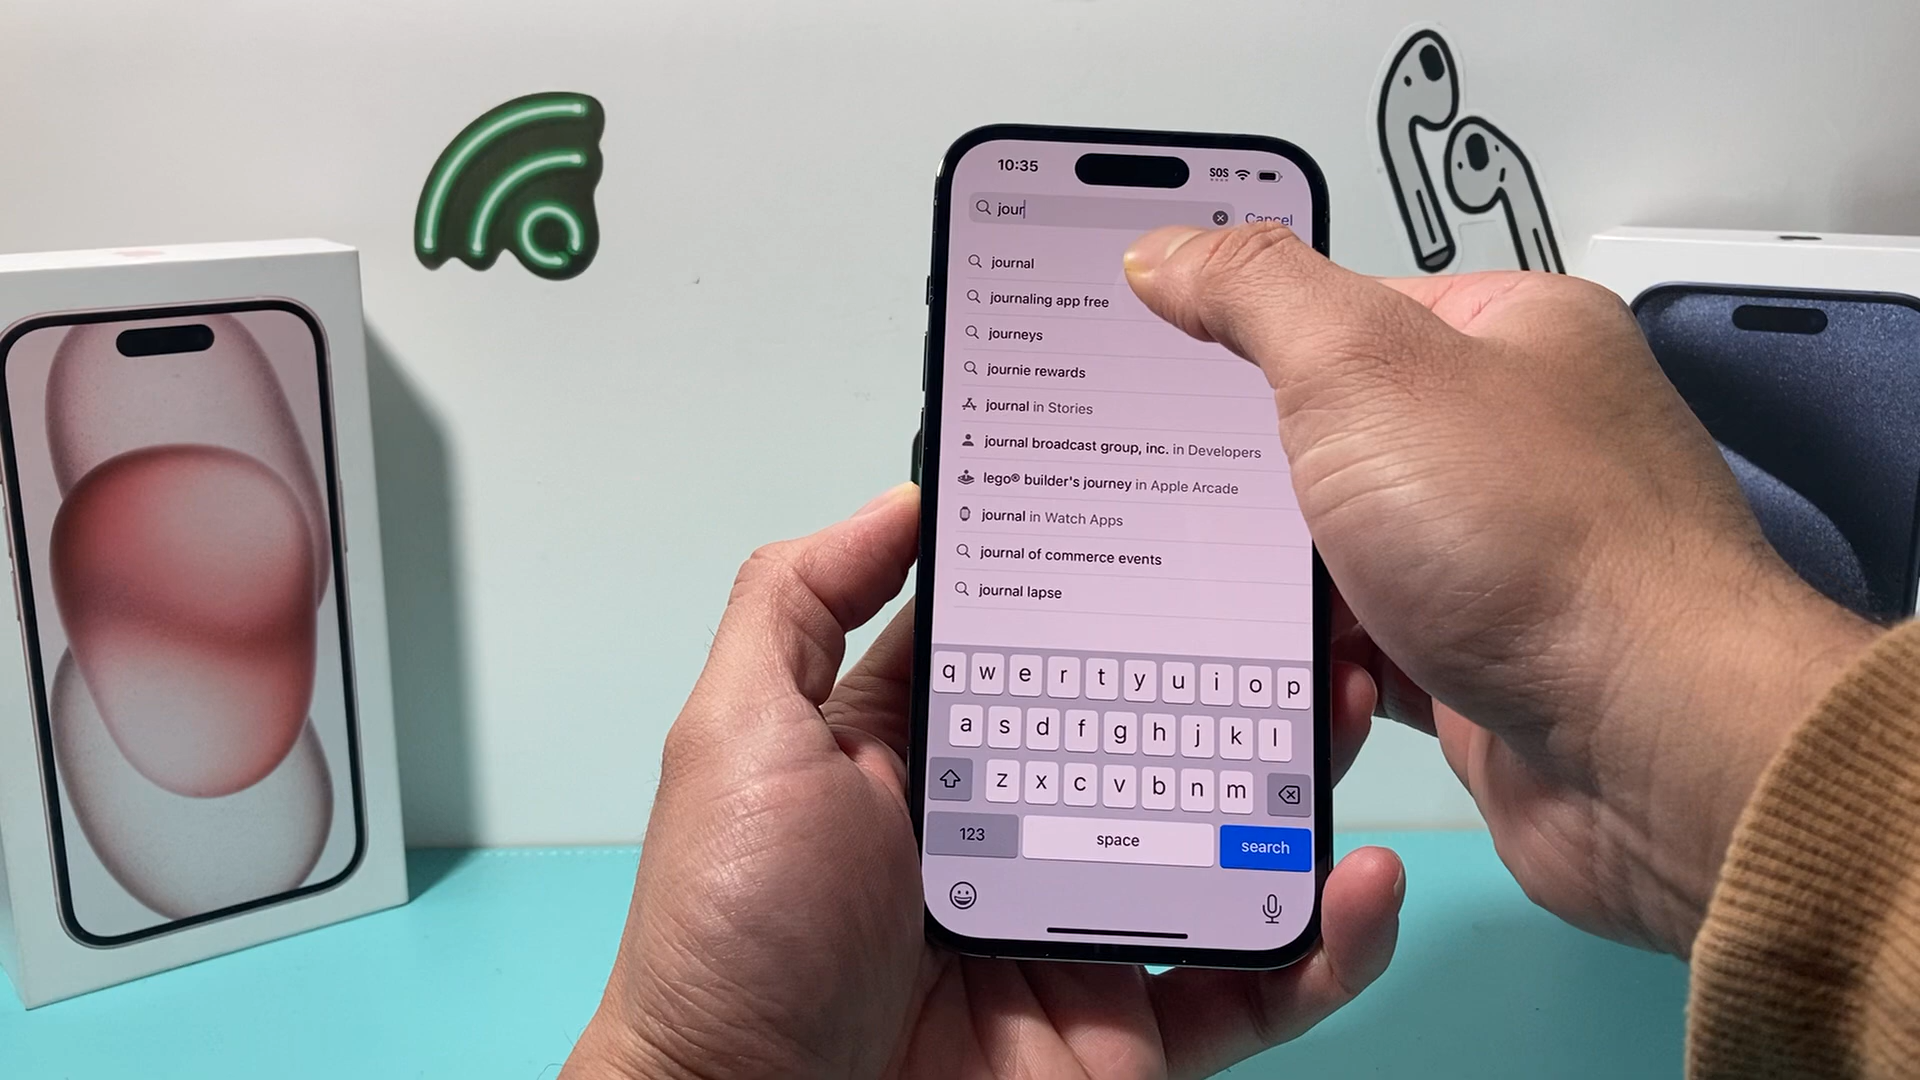 10:35
SOS
jour
Cancel
journal
journaling app free
journeys
journie rewards
journal in Stories
journal broadcast group, inc. in Developers
lego® builder's journey in Apple Arcade
journal in Watch Apps
journal of commerce events
journal lapse
q w e r t y u i o p
a s d f g h j k l
z x c v b n m
123 space search